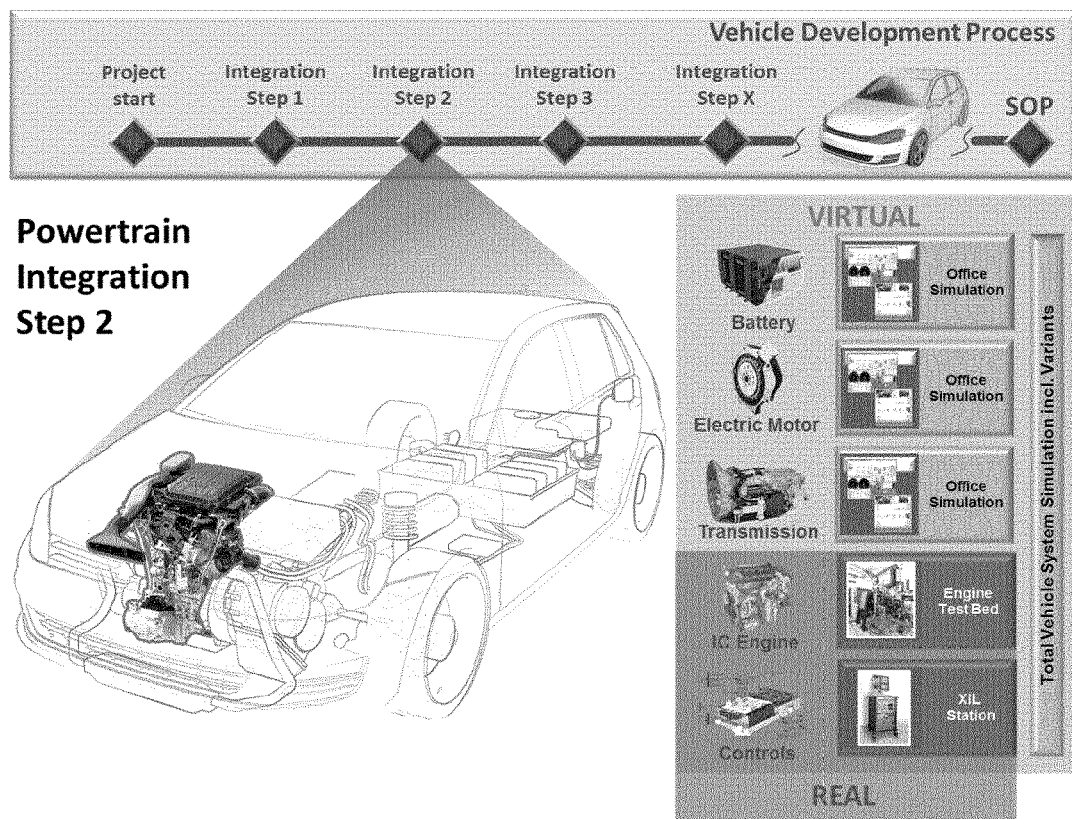 Vehicle Development Process
Project
start
Integration
Step 1
Integration
Step 2
Integration
Step 3
Integration
Step X
SOP
Powertrain
Integration
Step 2
VIRTUAL
Battery
Office
Simulation
Electric Motor
Office
Simulation
Transmission
Office
Simulation
IC Engine
Engine
Test Bed
Controls
XIL
Station
REAL
Total Vehicle System Simulation incl. Variants